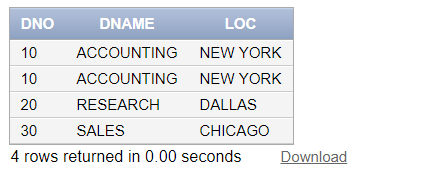 DNO DNAME LOC
10 ACCOUNTING NEW YORK
10 ACCOUNTING NEW YORK
20 RESEARCH DALLAS
30 SALES CHICAGO
4 rows returned in 0.00 seconds Download